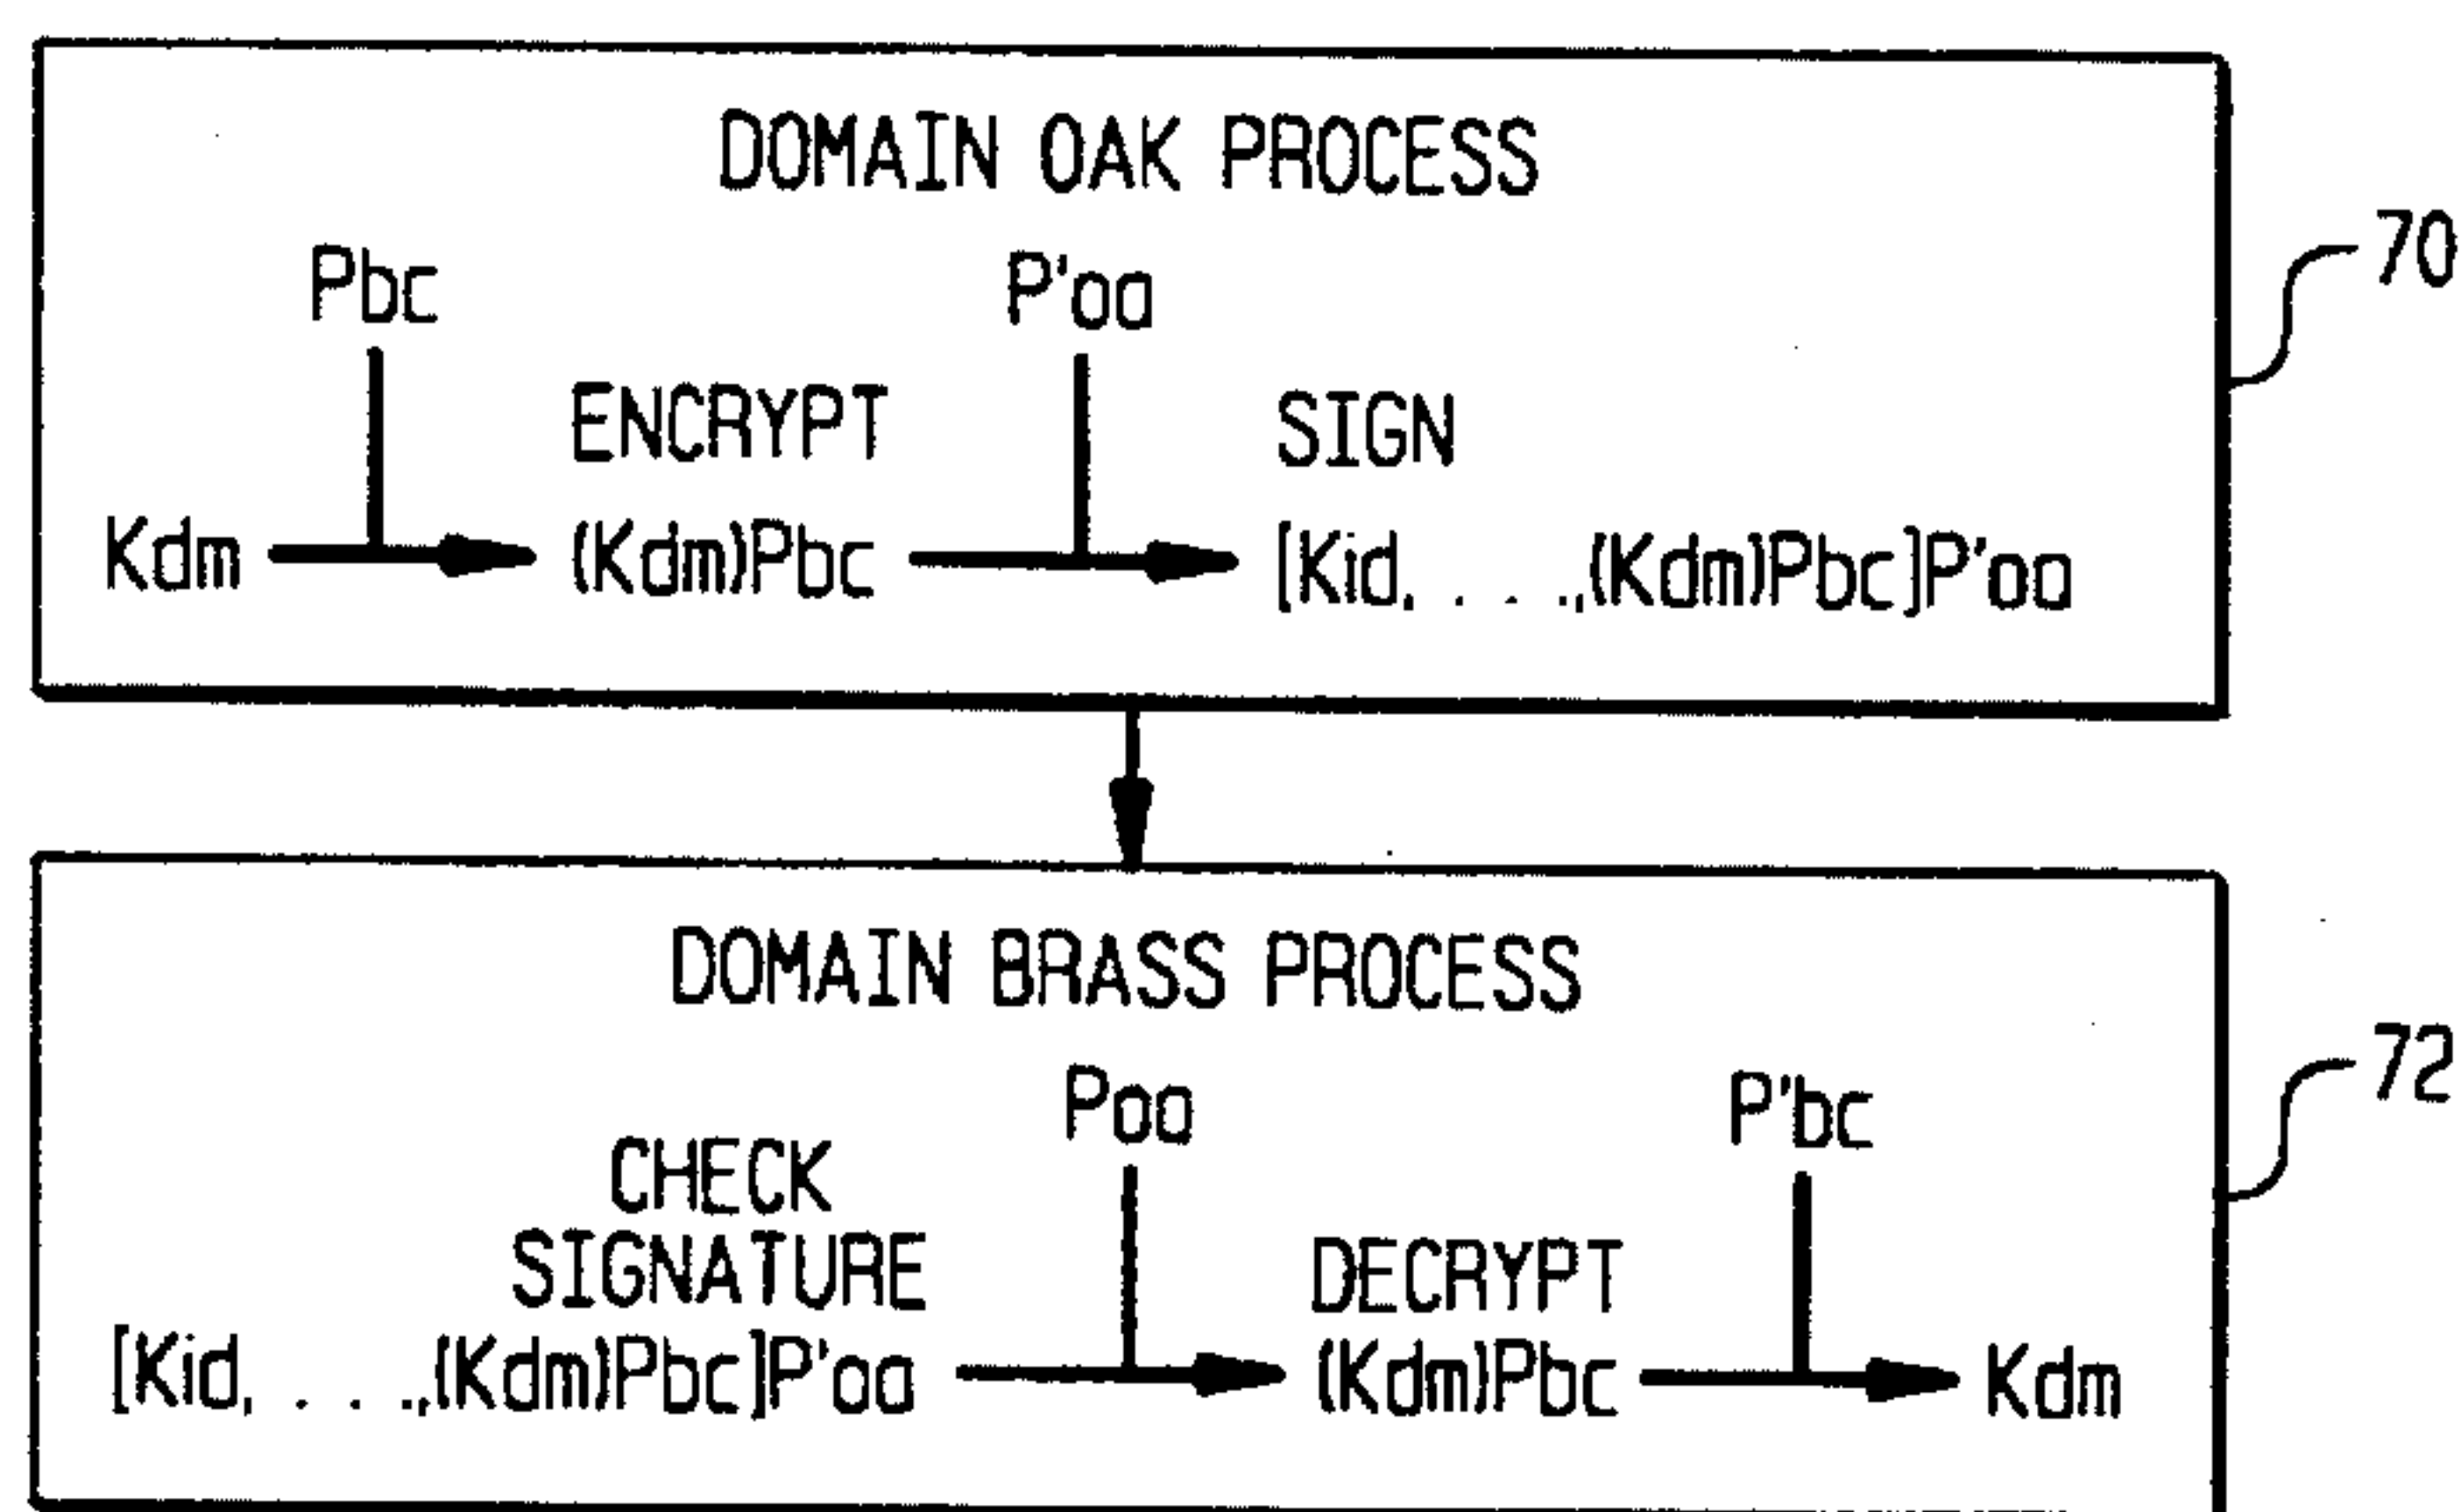 DOMAIN OAK PROCESS
Pbc P'oa
70
ENCRYPT SIGN
Kdm (Kdm)Pbc [Kid, . . .,(Kdm)Pbc]P'oa
DOMAIN BRASS PROCESS
72
Poa P'bc
CHECK
SIGNATURE DECRYPT
[Kid, . . .,(Kdm)Pbc]P'oa (Kdm)Pbc Kdm